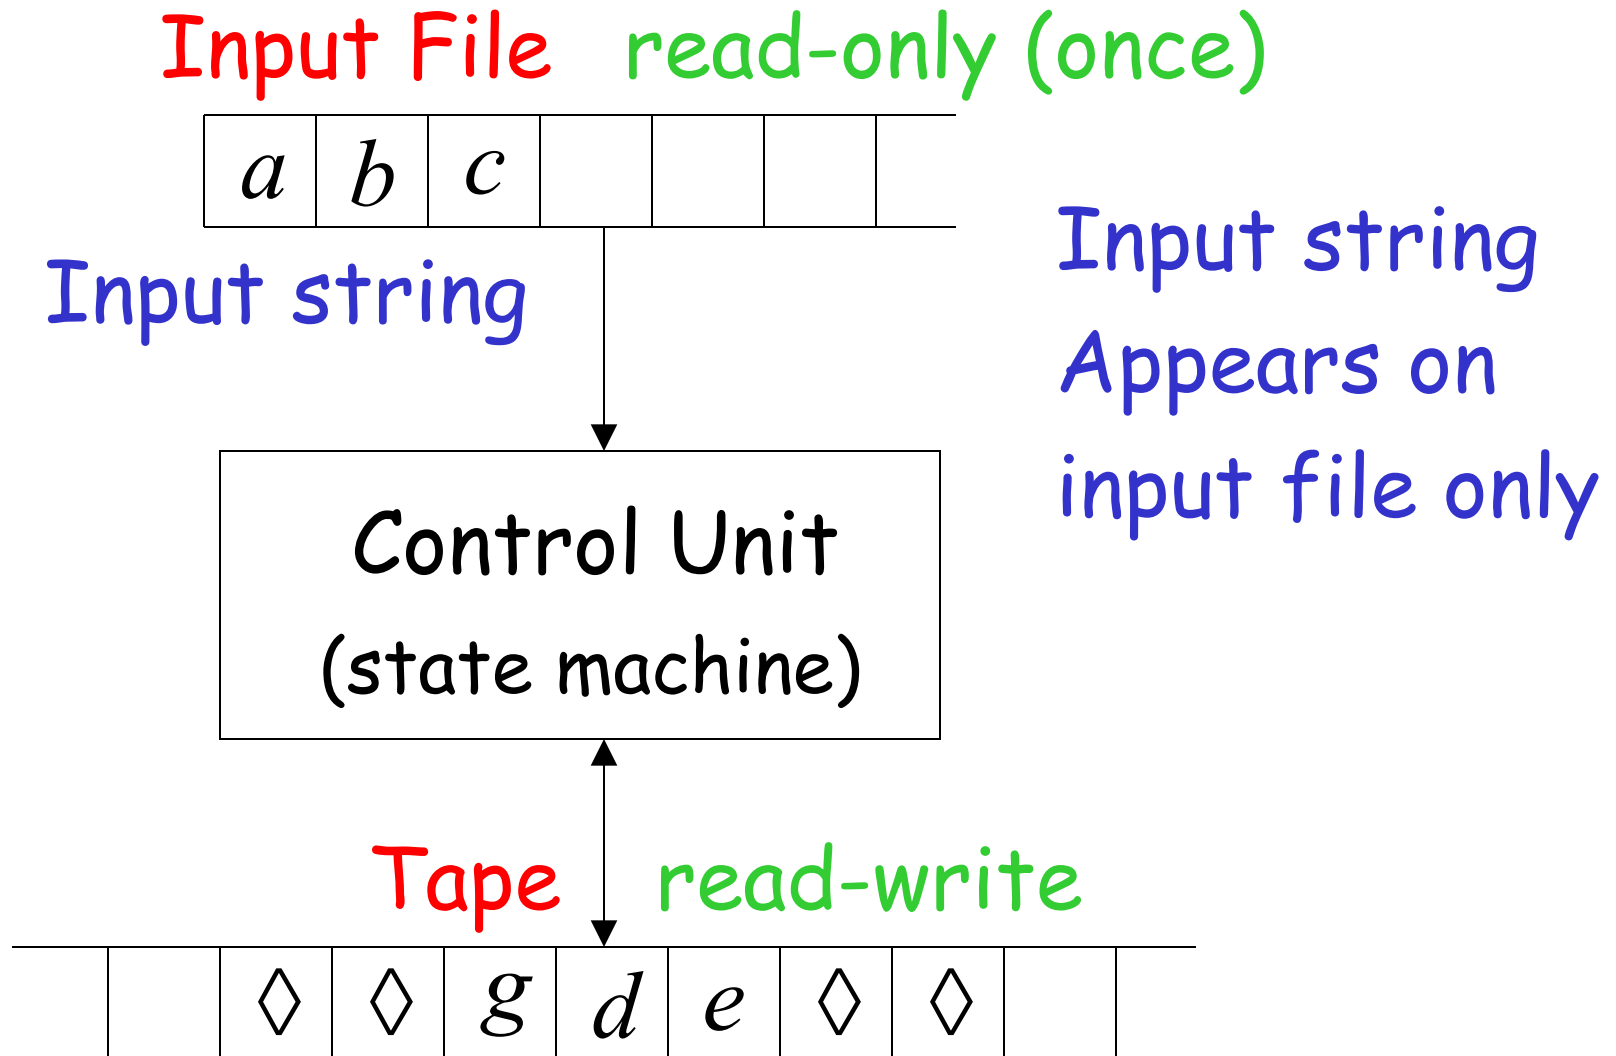 Input File read-only (once)
a b c
Input string
Input string
Appears on
input file only
Control Unit
(state machine)
Tape read-write
◊ ◊ g d e ◊ ◊